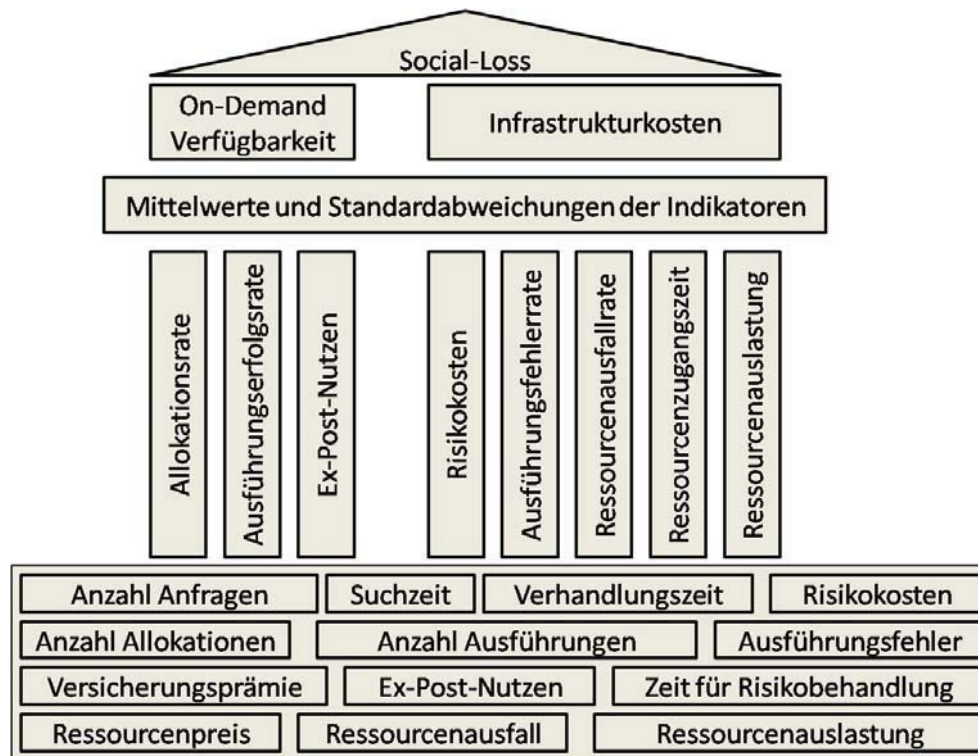 Social-Loss
On-Demand
Verfügbarkeit
Infrastrukturkosten
Mittelwerte und Standardabweichungen der Indikatoren
Allokationsrate
Ausführungserfolgsrate
Ex-Post-Nutzen
Risikokosten
Ausführungsfehlerrate
Ressourcenausfallrate
Ressourcenzugangszeit
Ressourcenauslastung
Anzahl Anfragen
Suchzeit
Verhandlungszeit
Risikokosten
Anzahl Allokationen
Anzahl Ausführungen
Ausführungsfehler
Versicherungsprämie
Ex-Post-Nutzen
Zeit für Risikobehandlung
Ressourcenpreis
Ressourcenausfall
Ressourcenauslastung